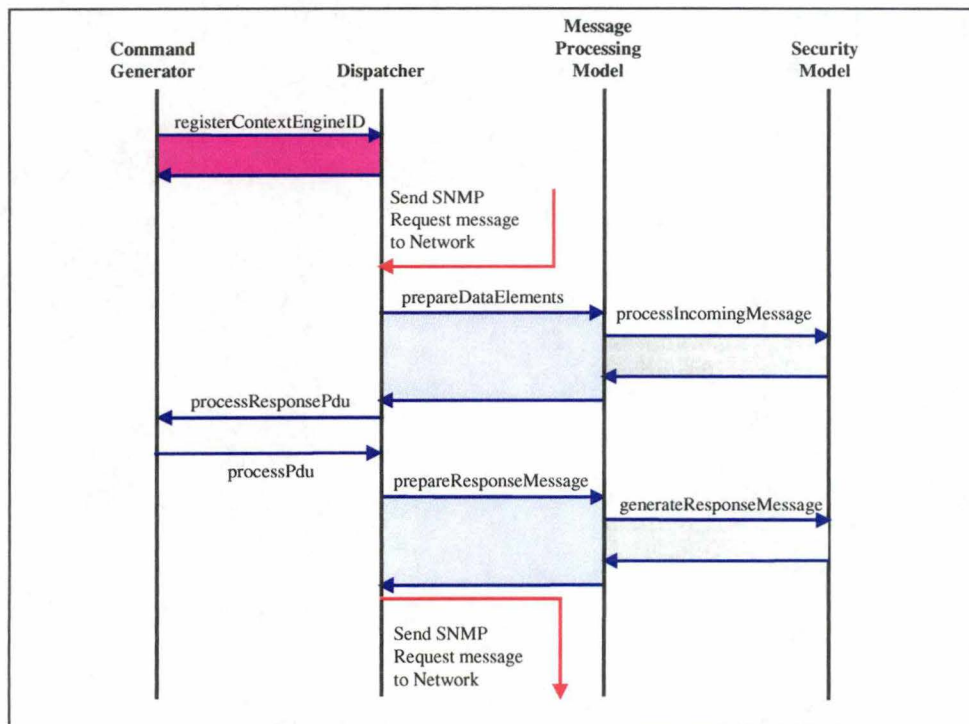 Command
Generator
Dispatcher
Message
Processing
Model
Security
Model
registerContextEngineID
Send SNMP
Request message
to Network
prepareDataElements
processIncomingMessage
processResponsePdu
processPdu
prepareResponseMessage
generateResponseMessage
Send SNMP
Request message
to Network